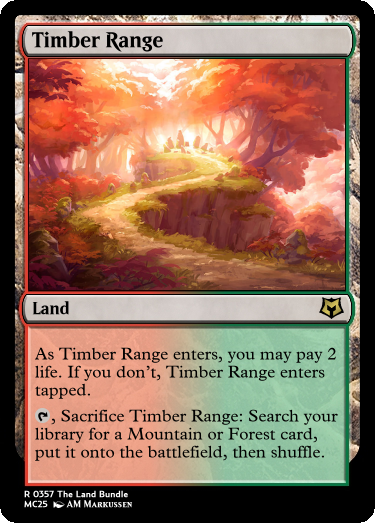 Timber Range
Land
As Timber Range enters, you may pay 2
life. If you don't, Timber Range enters
tapped.
, Sacrifice Timber Range: Search your
library for a Mountain or Forest card,
put it onto the battlefield, then shuffle.
R 0357 The Land Bundle
MC25 AM Markussen